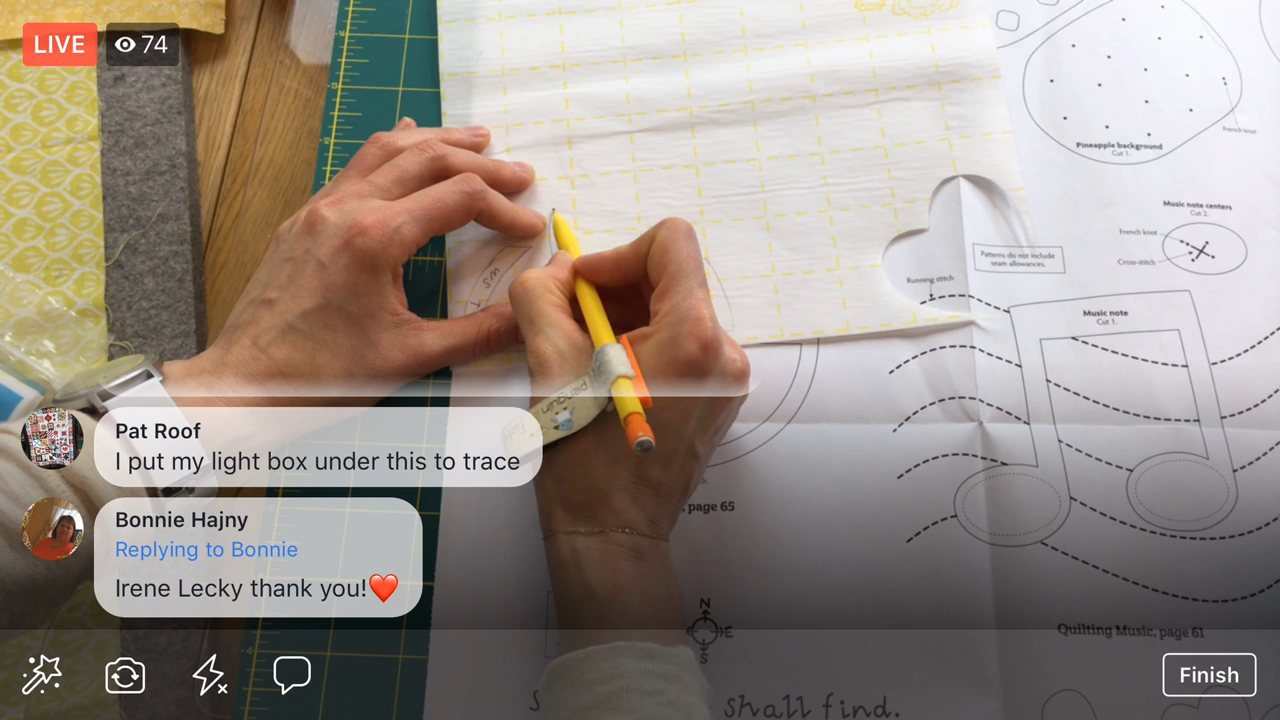 LIVE 74
French knot
Pineapple background
Cut 1.
Music note centers
Cut 2.
French knot
Cross-stitch
Patterns do not include
seam allowances.
Running stitch
Music note
Cut 1.
ws
penguin
Pat Roof
I put my light box under this to trace
Bonnie Hajny
Replying to Bonnie
Irene Lecky thank you!❤️
, page 65
N
E
S
Quilting Music, page 61
shall find.
Finish